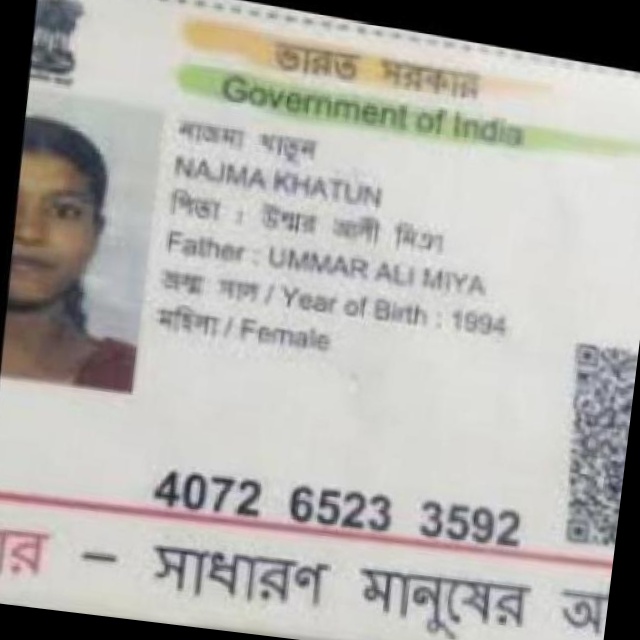 ভারত সরকার
Government of India
নাজমা খাতুন
NAJMA KHATUN
পিতা : উম্মার আলী মিয়া
Father : UMMAR ALI MIYA
জন্ম সাল / Year of Birth : 1994
মহিলা / Female
4072 6523 3592
– সাধারণ মানুষের